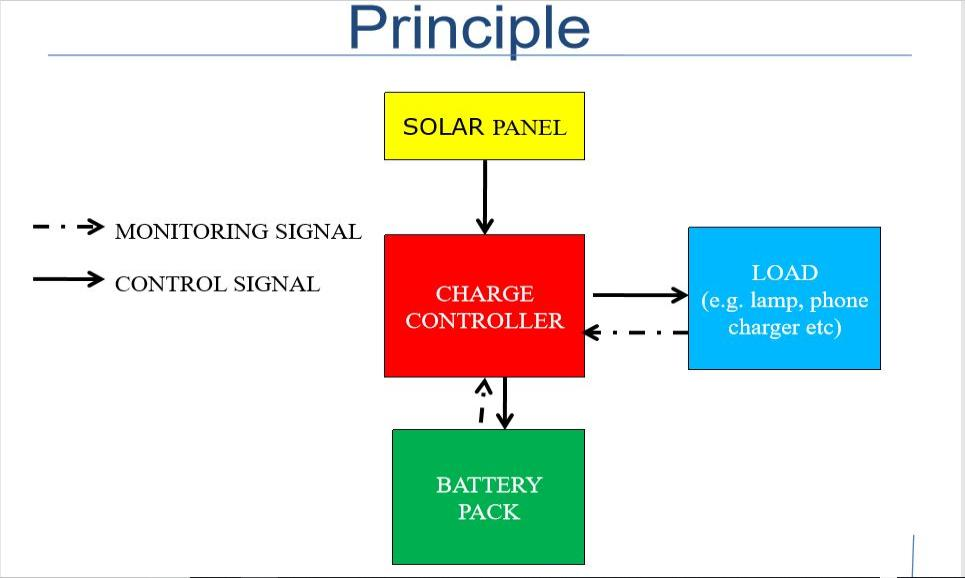 Principle
SOLAR PANEL
MONITORING SIGNAL
CONTROL SIGNAL
CHARGE
CONTROLLER
LOAD
(e.g. lamp, phone
charger etc)
BATTERY
PACK